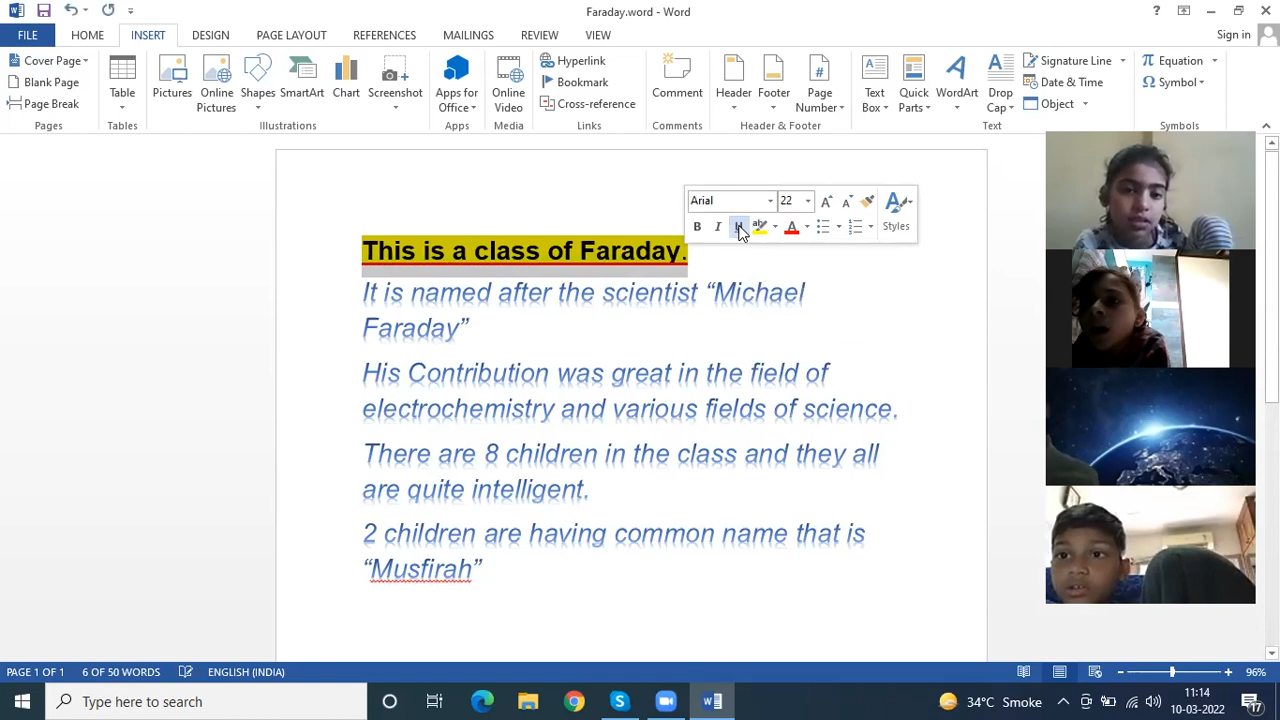 Faraday.word - Word
? 
FILE HOME INSERT DESIGN PAGE LAYOUT REFERENCES MAILINGS REVIEW VIEW Sign in
Cover Page
Blank Page
Page Break
Pages
Table
Tables
Pictures
Online Pictures
Shapes
SmartArt
Chart
Screenshot
Illustrations
Apps for Office
Apps
Online Video
Media
Hyperlink
Bookmark
Cross-reference
Links
Comment
Comments
Header
Footer
Page Number
Header & Footer
Text Box
Quick Parts
WordArt
Drop Cap
Signature Line
Date & Time
Object
Text
Equation
Symbol
Symbols
Arial 22
B I U A Styles
This is a class of Faraday.
It is named after the scientist “Michael
Faraday”
His Contribution was great in the field of
electrochemistry and various fields of science.
There are 8 children in the class and they all
are quite intelligent.
2 children are having common name that is
“Musfirah”
PAGE 1 OF 1 6 OF 50 WORDS ENGLISH (INDIA) 96%
Type here to search
34°C Smoke
11:14
10-03-2022
17